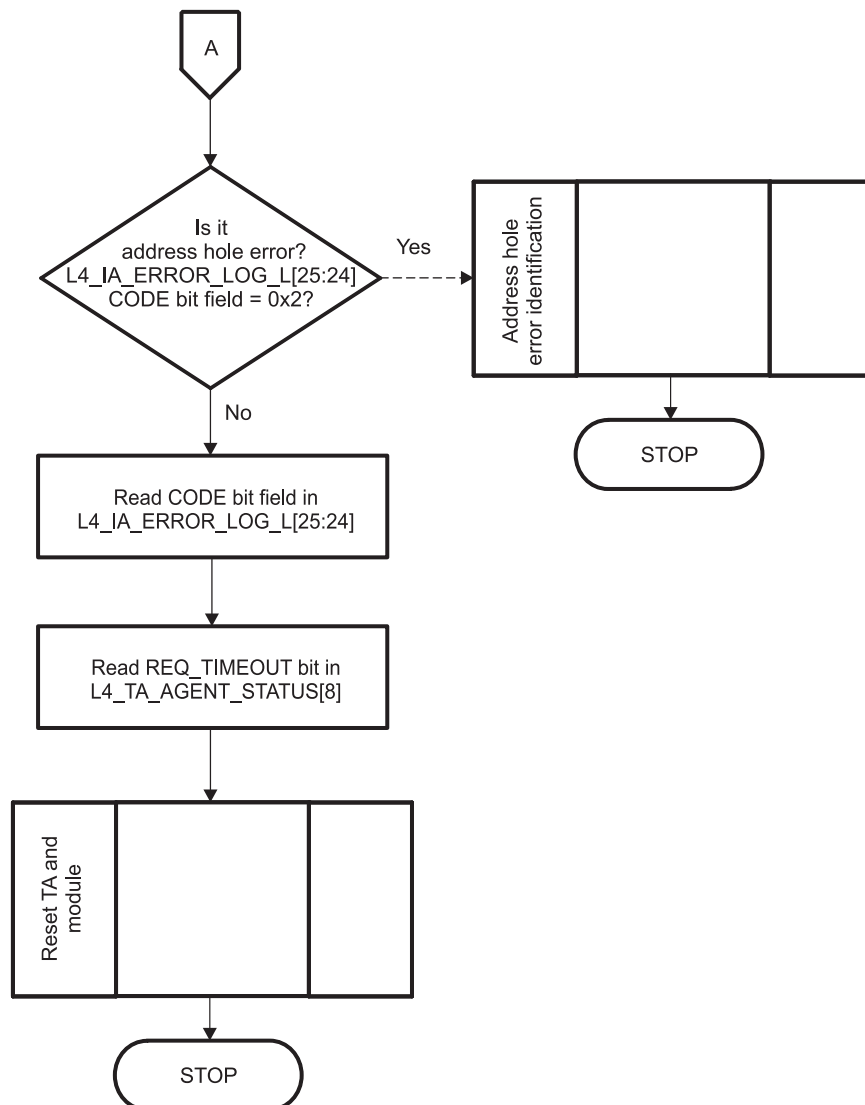 A
Is it
address hole error?
L4_IA_ERROR_LOG_L[25:24]
CODE bit field = 0x2?
Yes
Address hole
error identification
STOP
No
Read CODE bit field in
L4_IA_ERROR_LOG_L[25:24]
Read REQ_TIMEOUT bit in
L4_TA_AGENT_STATUS[8]
Reset TA and
module
STOP